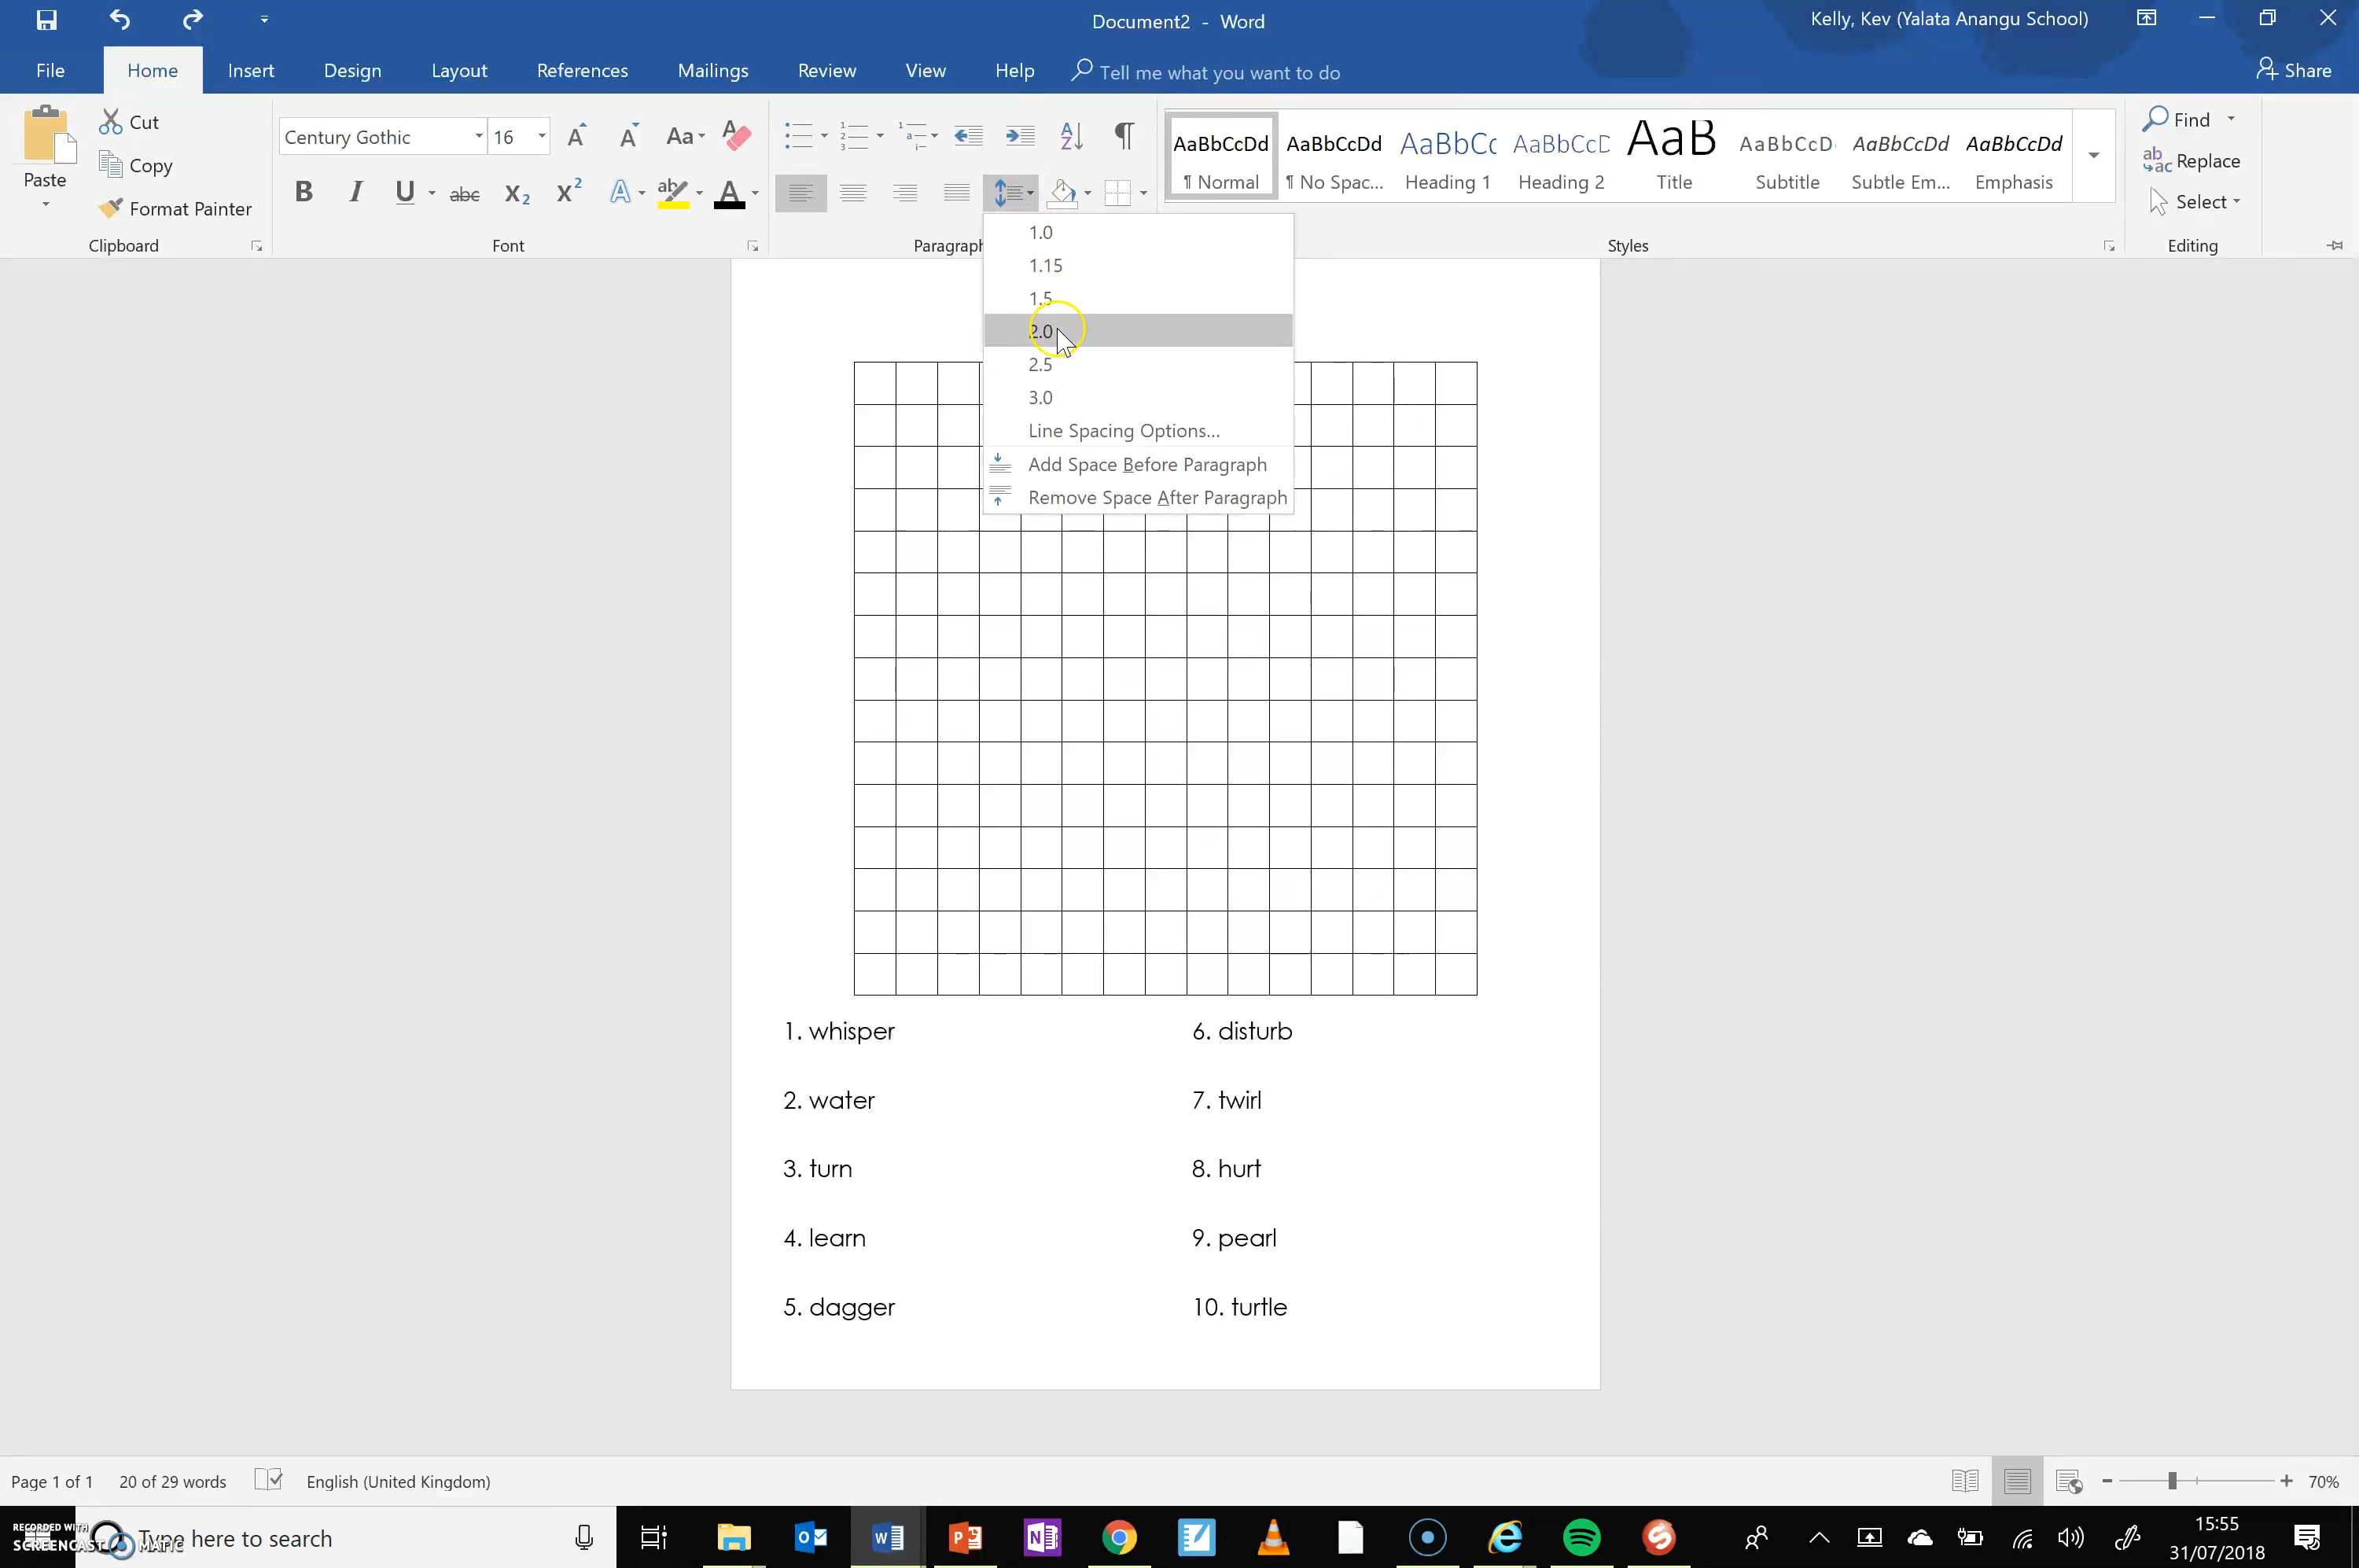 Document2 - Word
Kelly, Kev (Yalata Anangu School)
File Home Insert Design Layout References Mailings Review View Help Tell me what you want to do Share
Paste
Cut
Copy
Format Painter
Clipboard
Century Gothic 16
Font
Paragraph
AaBbCcDd ¶ Normal
AaBbCcDd ¶ No Spac...
AaBbCc Heading 1
AaBbCcD Heading 2
AaB Title
AaBbCcD Subtitle
AaBbCcDd Subtle Em...
AaBbCcDd Emphasis
Styles
Find
Replace
Select
Editing
1.0
1.15
1.5
2.0
2.5
3.0
Line Spacing Options...
Add Space Before Paragraph
Remove Space After Paragraph
1. whisper
2. water
3. turn
4. learn
5. dagger
6. disturb
7. twirl
8. hurt
9. pearl
10. turtle
Page 1 of 1 20 of 29 words English (United Kingdom) 70%
RECORDED WITH
SCREENCAST MATIC
Type here to search
15:55
31/07/2018